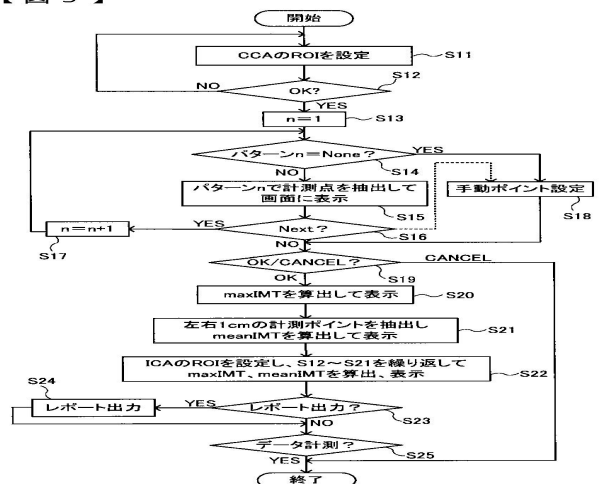 【図5】
開始
CCAのROIを設定
S11
S12
NO
OK?
YES
n=1
S13
パターンn=None?
YES
S14
NO
パターンnで計測点を抽出して
画面に表示
S15
手動ポイント設定
S18
n=n+1
S17
YES
Next?
S16
NO
OK/CANCEL?
CANCEL
S19
OK
maxIMTを算出して表示
S20
左右1cmの計測ポイントを抽出し
meanIMTを算出して表示
S21
ICAのROIを設定し、S12~S21を繰り返して
maxIMT、meanIMTを算出、表示
S22
S24
レポート出力
YES
レポート出力?
S23
NO
データ計測?
S25
YES
終了